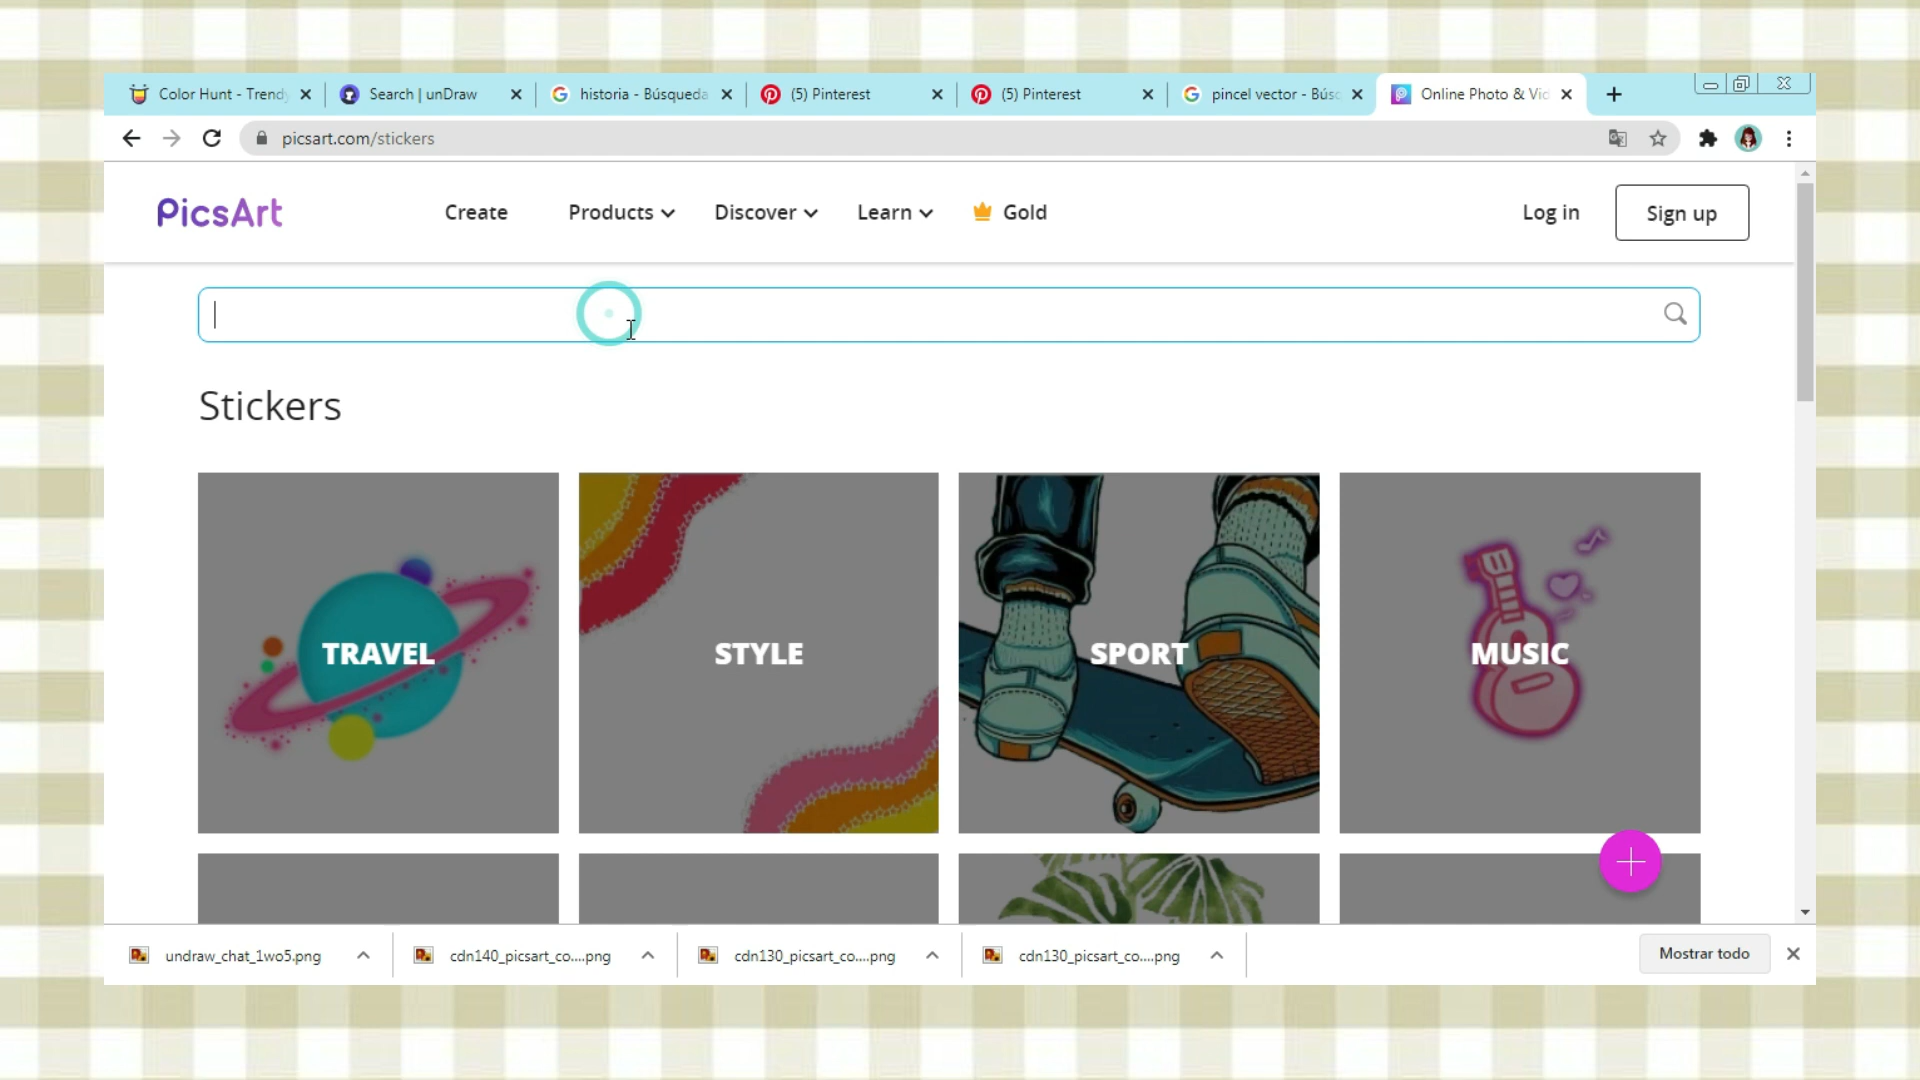 Color Hunt - Trendy
Search | unDraw
historia - Búsqueda
(5) Pinterest
(5) Pinterest
pincel vector - Búsc
Online Photo & Vid
picsart.com/stickers
PicsArt
Create
Products
Discover
Learn
Gold
Log in
Sign up
Stickers
TRAVEL
STYLE
SPORT
MUSIC
undraw_chat_1wo5.png
cdn140_picsart_co....png
cdn130_picsart_co....png
cdn130_picsart_co....png
Mostrar todo